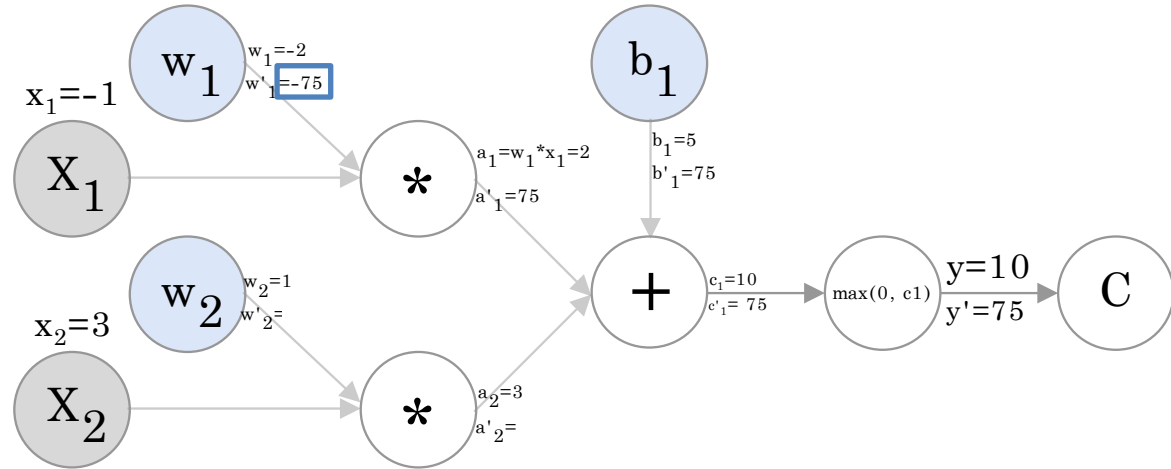 w₁
w₁=-2
w'₁=-75
x₁=-1
X₁
*
a₁=w₁*x₁=2
a'₁=75
b₁
b₁=5
b'₁=75
w₂
w₂=1
w'₂=
x₂=3
X₂
*
a₂=3
a'₂=
+
c₁=10
c'₁= 75
max(0, c1)
y=10
y'=75
C